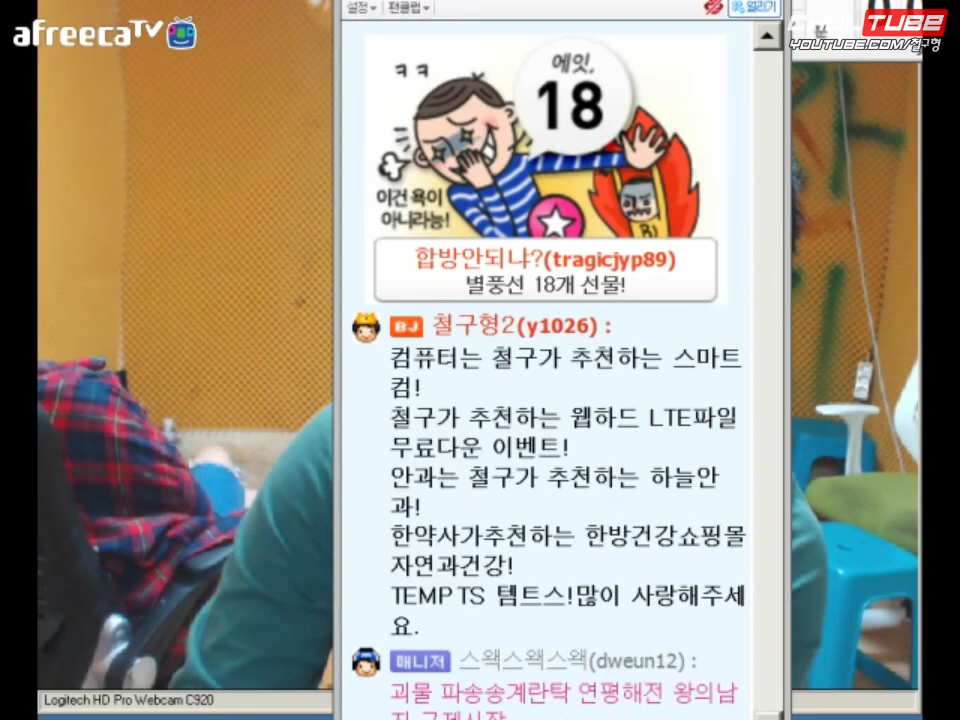 afreecaTV
설정
팬클럽
얼리기
TUBE
YOUTUBE.COM/철구형
ㅋㅋ
에잇,
18
이건 욕이
아니라능!
BJ
합방안되냐?(tragicjyp89)
별풍선 18개 선물!
BJ 철구형2(y1026) :
컴퓨터는 철구가 추천하는 스마트
컴!
철구가 추천하는 웹하드 LTE파일
무료다운 이벤트!
안과는 철구가 추천하는 하늘안
과!
한약사가추천하는 한방건강쇼핑몰
자연과건강!
TEMPTS 템트스!많이 사랑해주세
요.
매니저 스왝스왝스왝(dweun12) :
괴물 파송송계란탁 연평해전 왕의남
Logitech HD Pro Webcam C920